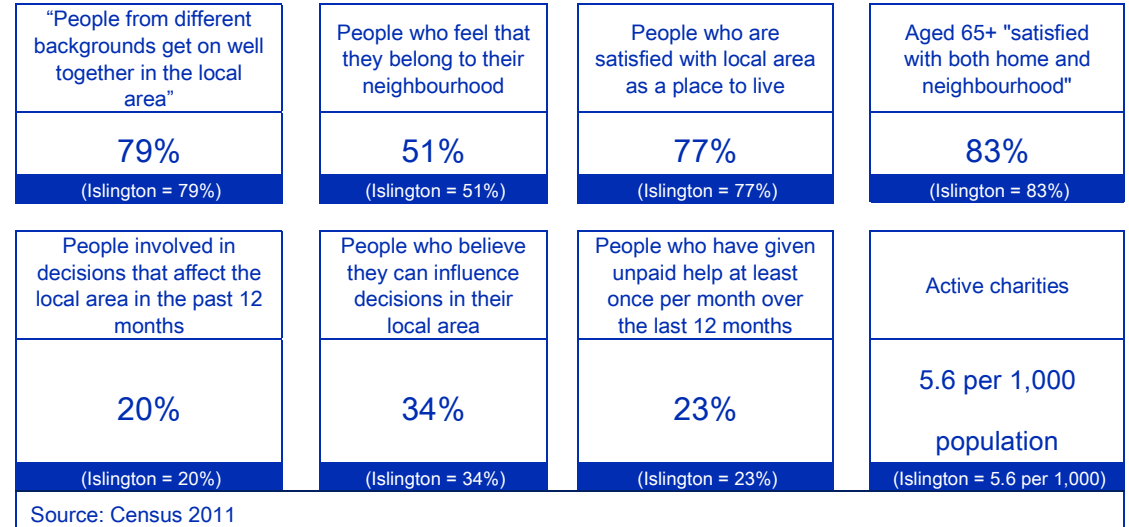 “People from different
backgrounds get on well
together in the local
area”
79%
(Islington = 79%)
People who feel that
they belong to their
neighbourhood
51%
(Islington = 51%)
People who are
satisfied with local area
as a place to live
77%
(Islington = 77%)
Aged 65+ "satisfied
with both home and
neighbourhood"
83%
(Islington = 83%)
People involved in
decisions that affect the
local area in the past 12
months
20%
(Islington = 20%)
People who believe
they can influence
decisions in their
local area
34%
(Islington = 34%)
People who have given
unpaid help at least
once per month over
the last 12 months
23%
(Islington = 23%)
Active charities
5.6 per 1,000
population
(Islington = 5.6 per 1,000)
Source: Census 2011